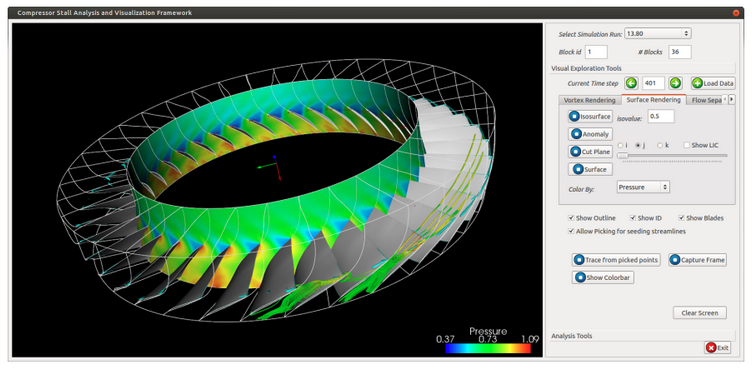 Compressor Stall Analysis and Visualization Framework
Select Simulation Run: 13.80
Block id 1 # Blocks 36
Visual Exploration Tools
Current Time step 401 Load Data
Vortex Rendering Surface Rendering Flow Sepa
Isosurface isovalue: 0.5
Anomaly
Cut Plane i j k Show LIC
Surface
Color By: Pressure
Show Outline Show ID Show Blades
Allow Picking for seeding streamlines
Trace from picked points Capture Frame
Show Colorbar
Clear Screen
Pressure
0.37 0.73 1.09
Analysis Tools
Exit